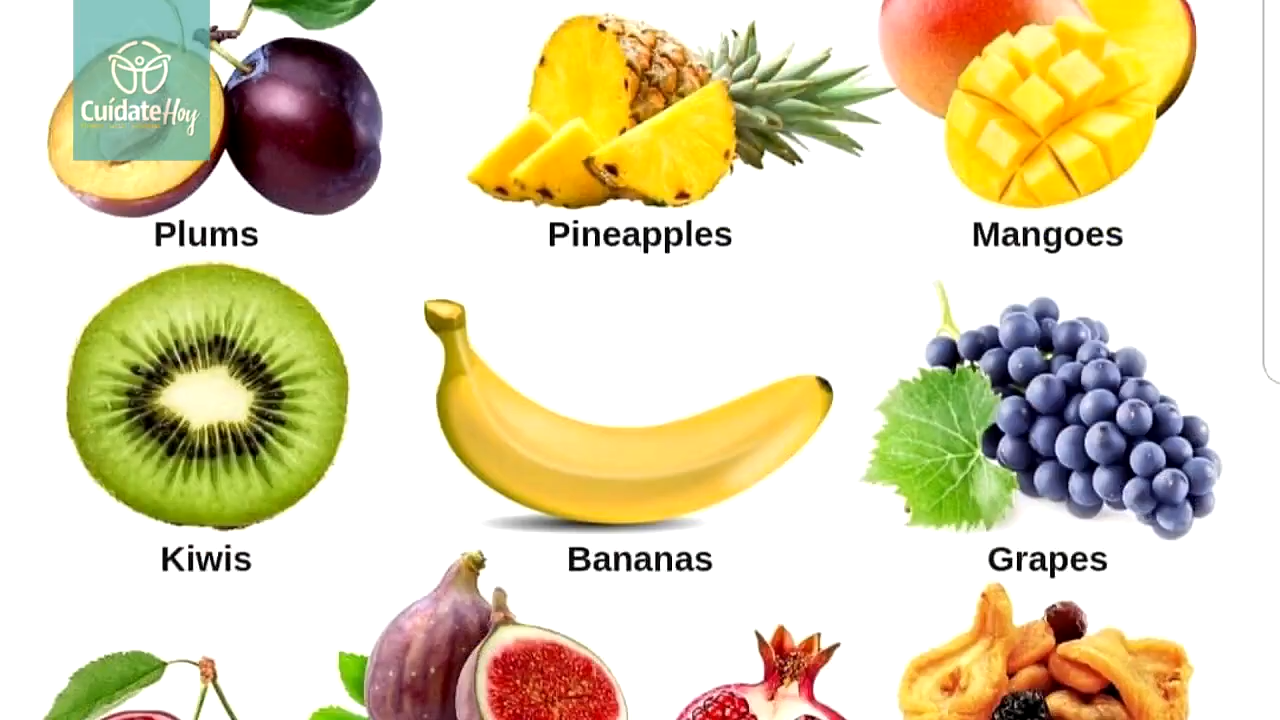 Cuídate Hoy
Plums
Pineapples
Mangoes
Kiwis
Bananas
Grapes